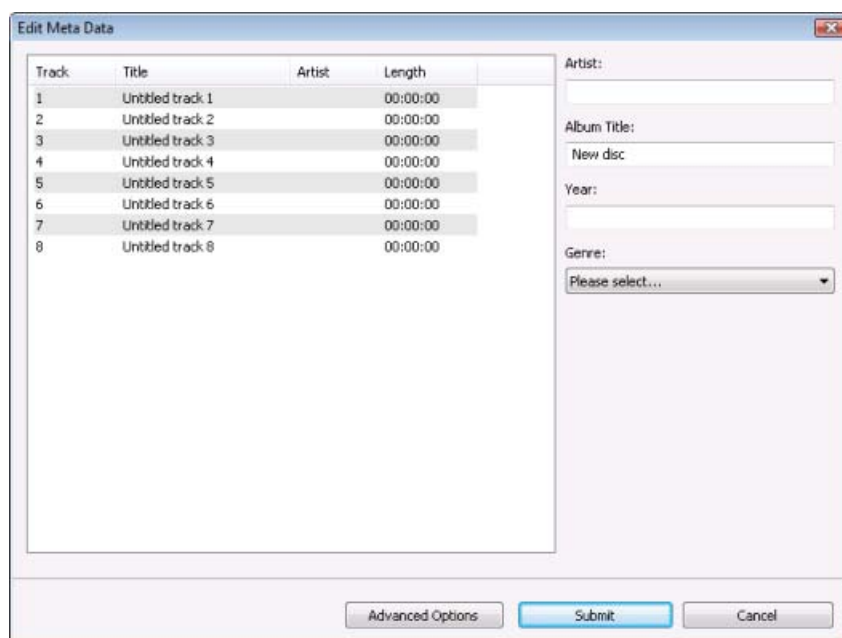 Edit Meta Data
Track Title Artist Length
1 Untitled track 1 00:00:00
2 Untitled track 2 00:00:00
3 Untitled track 3 00:00:00
4 Untitled track 4 00:00:00
5 Untitled track 5 00:00:00
6 Untitled track 6 00:00:00
7 Untitled track 7 00:00:00
8 Untitled track 8 00:00:00
Artist:
Album Title:
New disc
Year:
Genre:
Please select...
Advanced Options Submit Cancel